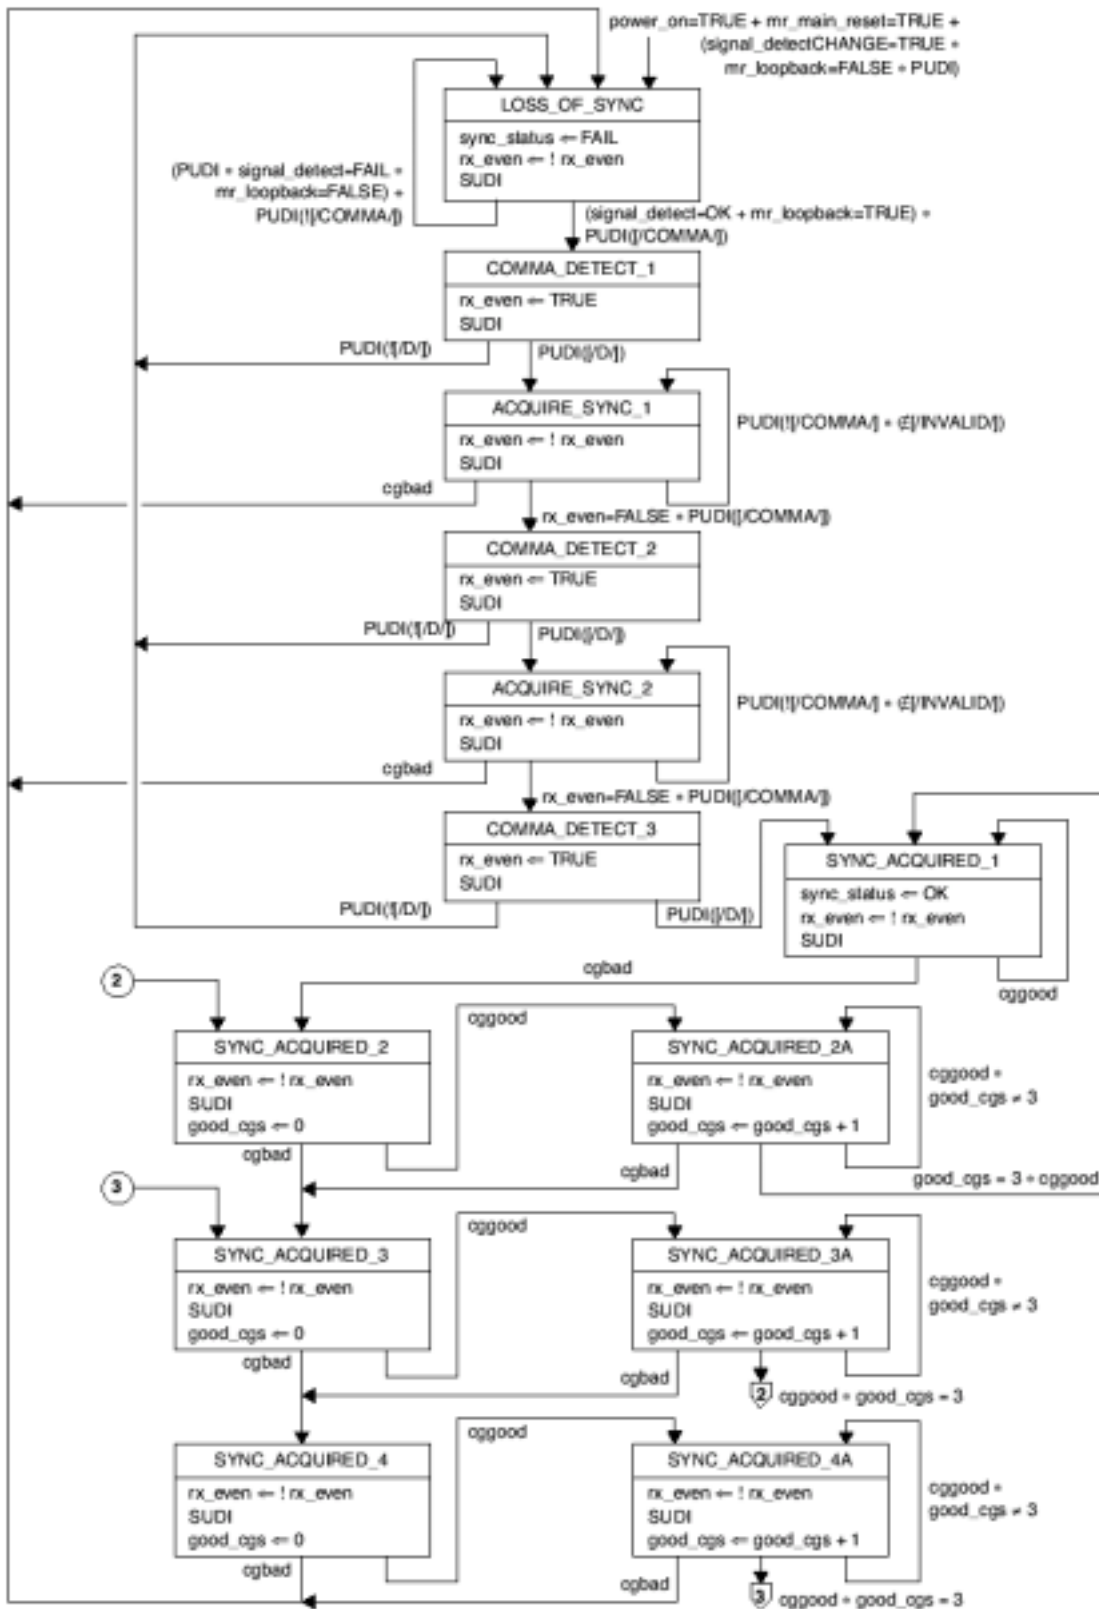 power_on=TRUE + mr_main_reset=TRUE +
(signal_detectCHANGE=TRUE *
mr_loopback=FALSE * PUDI)
LOSS_OF_SYNC
sync_status ⇐ FAIL
rx_even ⇐ ! rx_even
SUDI
(PUDI * signal_detect=FAIL *
mr_loopback=FALSE) +
PUDI(![/COMMA/])
(signal_detect=OK + mr_loopback=TRUE) *
PUDI([/COMMA/])
COMMA_DETECT_1
rx_even ⇐ TRUE
SUDI
PUDI(![/D/])
PUDI([/D/])
ACQUIRE_SYNC_1
rx_even ⇐ ! rx_even
SUDI
PUDI(![/COMMA/] * ∉[/INVALID/])
cgbad
rx_even=FALSE * PUDI([/COMMA/])
COMMA_DETECT_2
rx_even ⇐ TRUE
SUDI
PUDI(![/D/])
PUDI([/D/])
ACQUIRE_SYNC_2
rx_even ⇐ ! rx_even
SUDI
PUDI(![/COMMA/] * ∉[/INVALID/])
cgbad
rx_even=FALSE * PUDI([/COMMA/])
COMMA_DETECT_3
rx_even ⇐ TRUE
SUDI
PUDI(![/D/])
PUDI([/D/])
SYNC_ACQUIRED_1
sync_status ⇐ OK
rx_even ⇐ ! rx_even
SUDI
cgbad
cggood
2
SYNC_ACQUIRED_2
rx_even ⇐ ! rx_even
SUDI
good_cgs ⇐ 0
cggood
SYNC_ACQUIRED_2A
rx_even ⇐ ! rx_even
SUDI
good_cgs ⇐ good_cgs + 1
cggood *
good_cgs ≠ 3
cgbad
cgbad
good_cgs = 3 * cggood
3
SYNC_ACQUIRED_3
rx_even ⇐ ! rx_even
SUDI
good_cgs ⇐ 0
cggood
SYNC_ACQUIRED_3A
rx_even ⇐ ! rx_even
SUDI
good_cgs ⇐ good_cgs + 1
cggood *
good_cgs ≠ 3
cgbad
cgbad
2
cggood * good_cgs = 3
SYNC_ACQUIRED_4
rx_even ⇐ ! rx_even
SUDI
good_cgs ⇐ 0
cggood
SYNC_ACQUIRED_4A
rx_even ⇐ ! rx_even
SUDI
good_cgs ⇐ good_cgs + 1
cggood *
good_cgs ≠ 3
cgbad
cgbad
3
cggood * good_cgs = 3